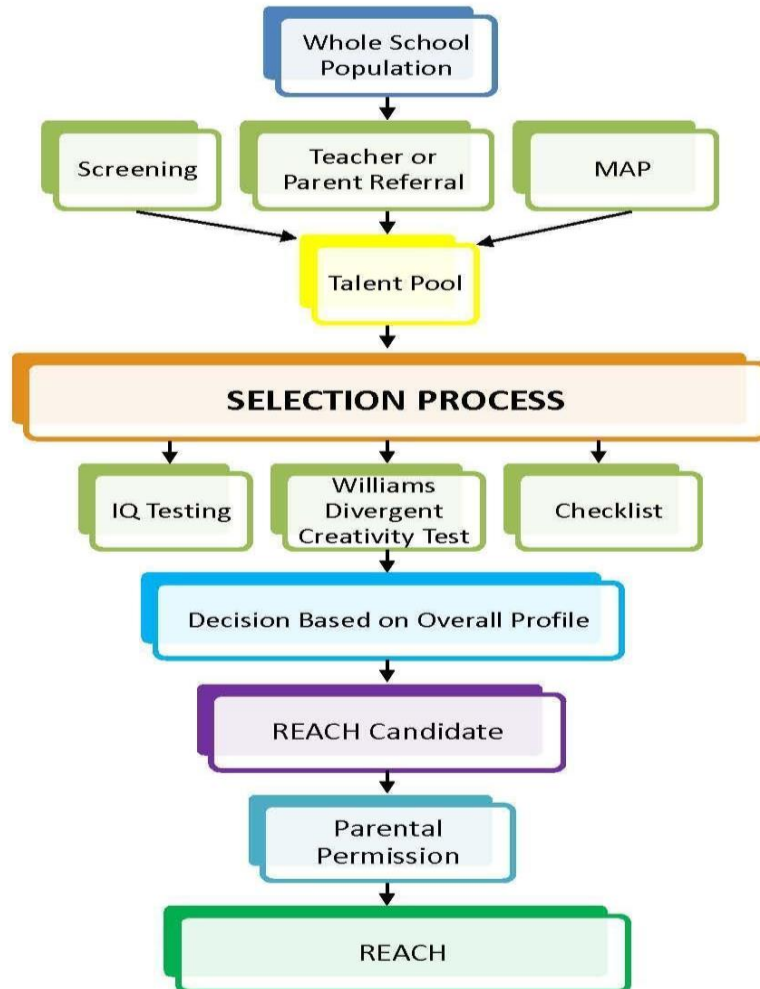 Whole School
Population
Screening
Teacher or
Parent Referral
MAP
Talent Pool
SELECTION PROCESS
IQ Testing
Williams
Divergent
Creativity Test
Checklist
Decision Based on Overall Profile
REACH Candidate
Parental
Permission
REACH